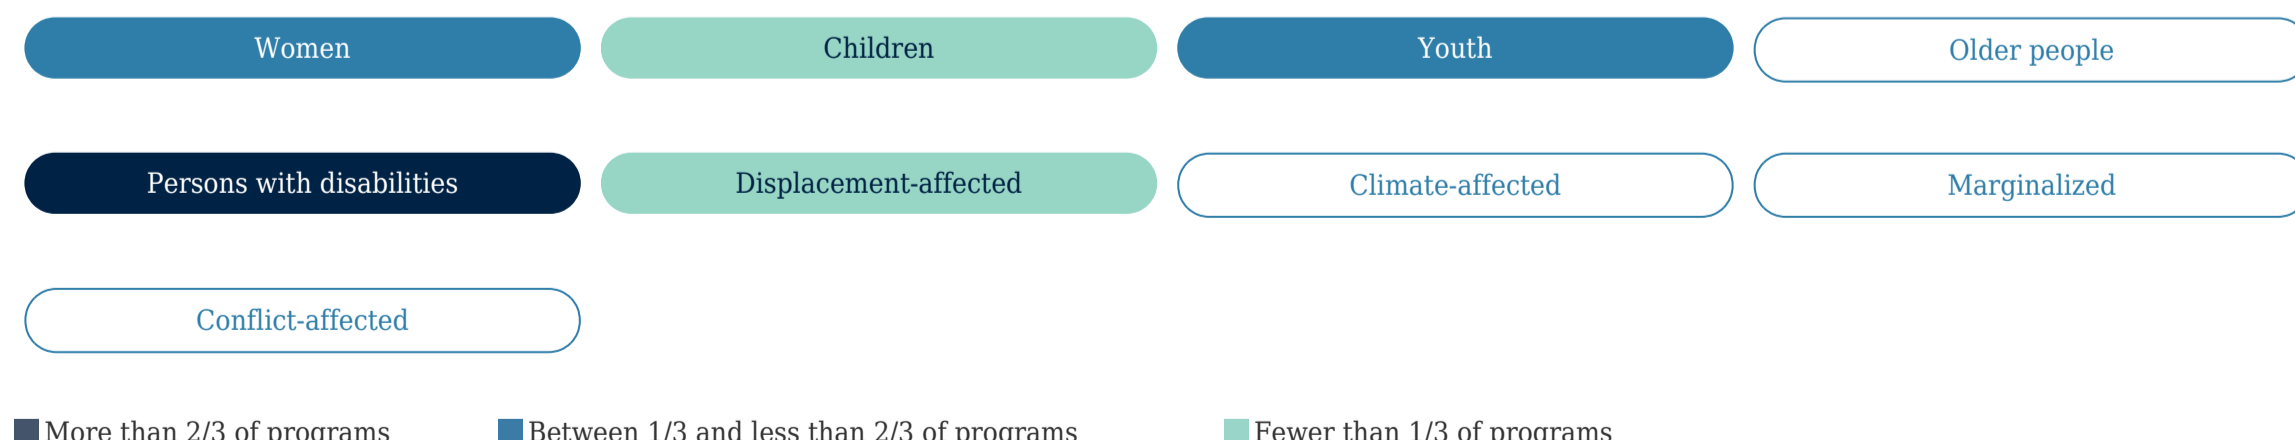 Women
Children
Youth
Older people
Persons with disabilities
Displacement-affected
Climate-affected
Marginalized
Conflict-affected
More than 2/3 of programs
Between 1/3 and less than 2/3 of programs
Fewer than 1/3 of programs